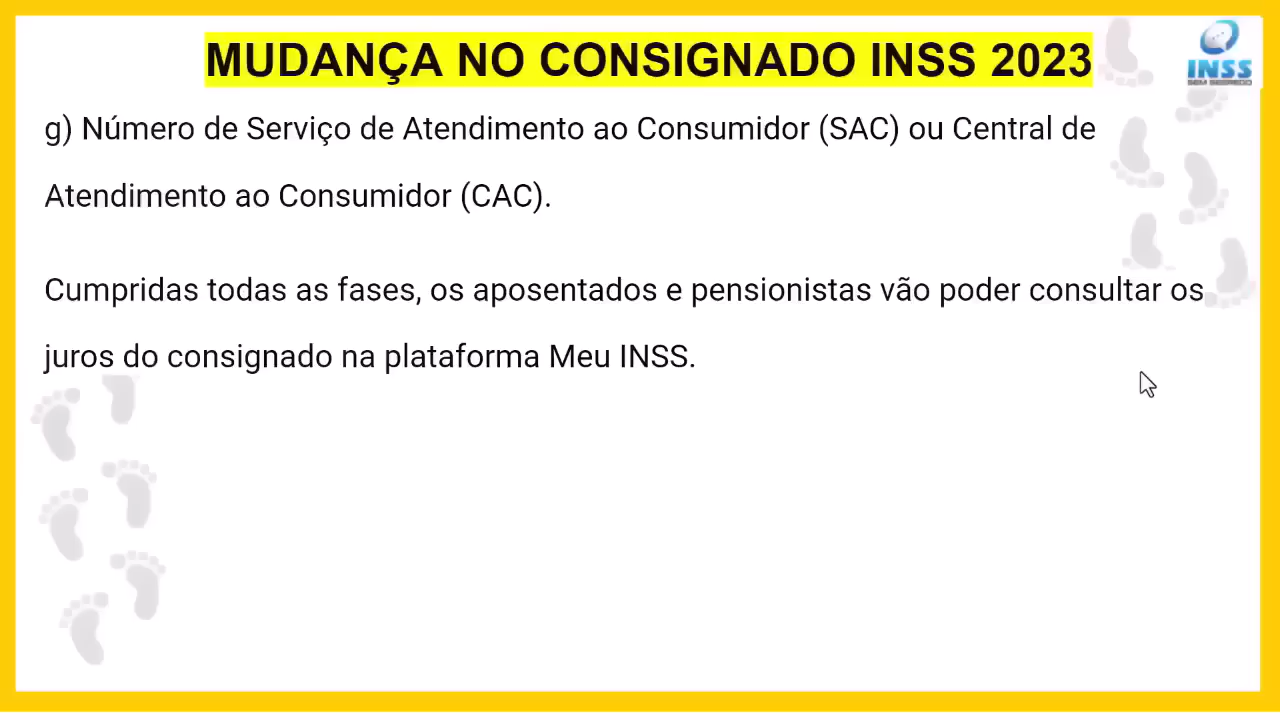 MUDANÇA NO CONSIGNADO INSS 2023
INSS
SEM SEGREDO
g) Número de Serviço de Atendimento ao Consumidor (SAC) ou Central de
Atendimento ao Consumidor (CAC).
Cumpridas todas as fases, os aposentados e pensionistas vão poder consultar os
juros do consignado na plataforma Meu INSS.